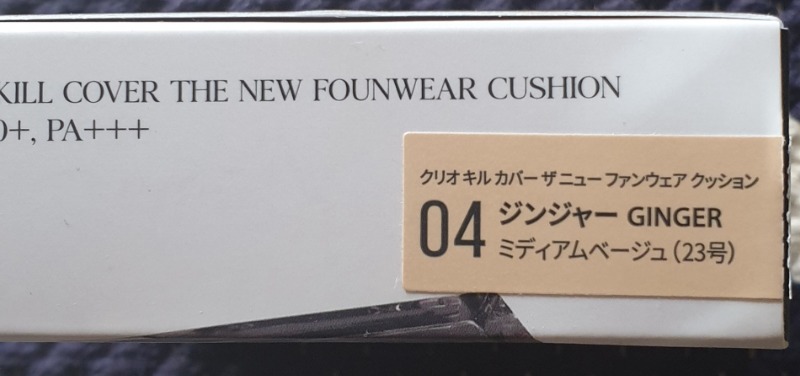 KILL COVER THE NEW FOUNWEAR CUSHION
0+, PA+++
クリオ キル カバー ザ ニュー ファンウェア クッション
04 ジンジャー GINGER
ミディアムベージュ(23号)